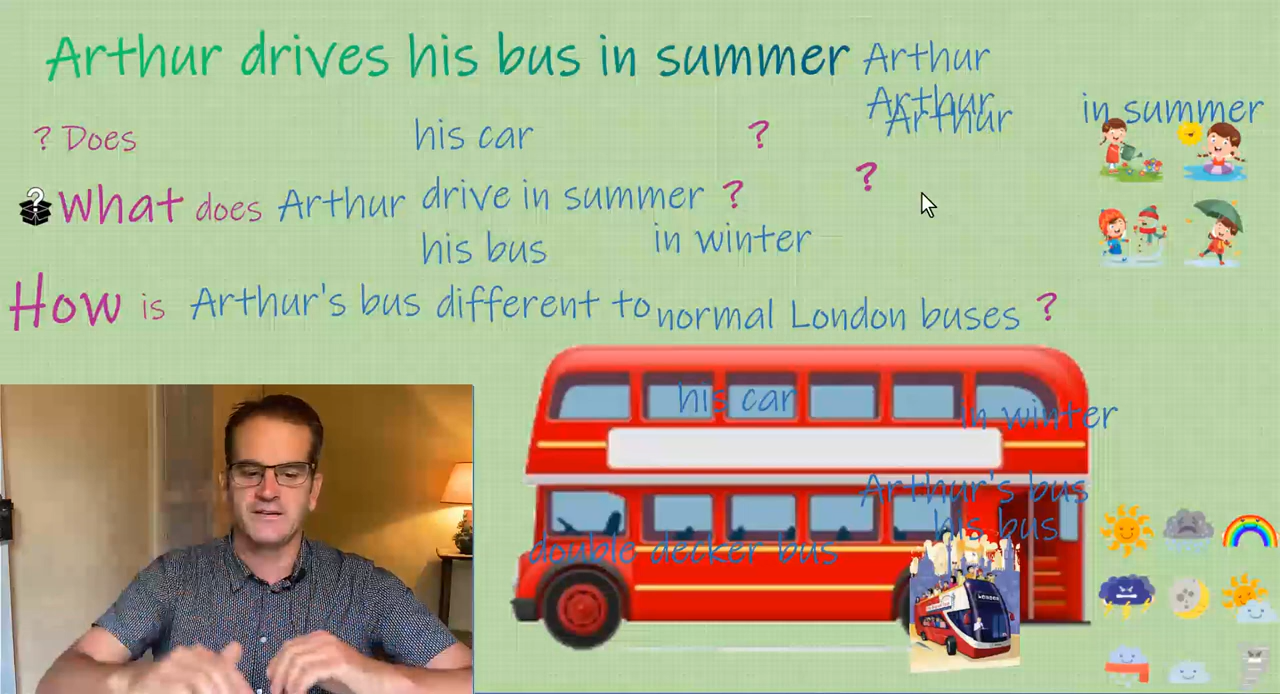 Arthur drives his bus in summer
Arthur
Arthur
Arthur
in summer
? Does
his car
?
What does Arthur drive in summer ?
?
his bus
in winter
How is Arthur's bus different to normal London buses ?
his car
in winter
Arthur's bus
his bus
double decker bus
LONDON